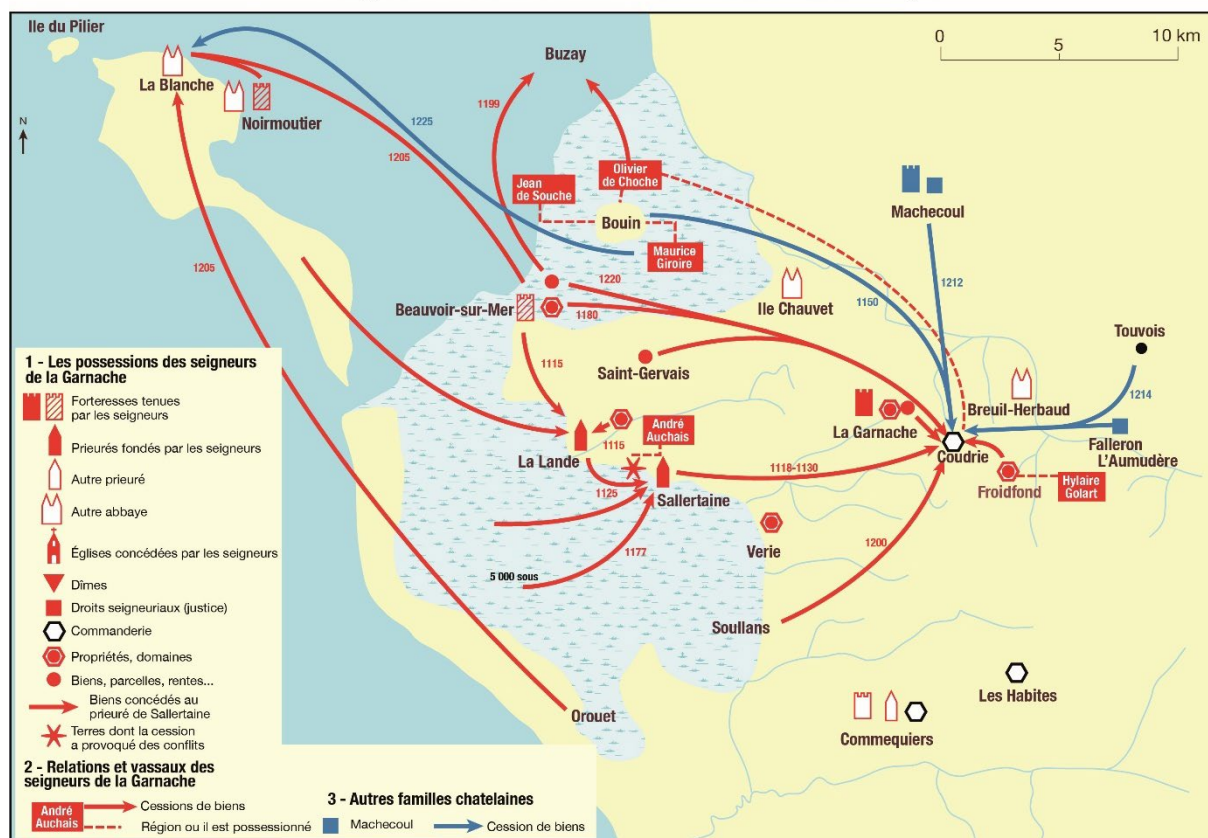 Ile du Pilier
La Blanche
Noirmoutier
N
Buzay
0
5
10 km
1199
1225
1205
Jean
de Souche
Olivier
de Choche
Bouin
Maurice
Giroire
Machecoul
1212
1205
1220
1180
Beauvoir-sur-Mer
Ile Chauvet
1150
Touvois
1115
Saint-Gervais
Breuil-Herbaud
1214
La Garnache
André
Auchais
1115
La Lande
Coudrie
Falleron
L'Aumudère
1118-1130
1125
Sallertaine
Froidfond
Hylaire
Golart
Verie
1200
1177
5 000 sous
Soullans
Orouet
Les Habites
Commequiers
1 - Les possessions des seigneurs
de la Garnache
Forteresses tenues
par les seigneurs
Prieurés fondés par les seigneurs
Autre prieuré
Autre abbaye
Églises concédées par les seigneurs
Dîmes
Droits seigneuriaux (justice)
Commanderie
Propriétés, domaines
Biens, parcelles, rentes...
Biens concédés au
prieuré de Sallertaine
Terres dont la cession
a provoqué des conflits
2 - Relations et vassaux des
seigneurs de la Garnache
André
Auchais
Cessions de biens
Région ou il est possessionné
3 - Autres familles chatelaines
Machecoul
Cession de biens